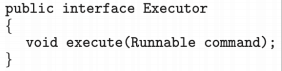 public interface Executor
{
void execute(Runnable command);
}